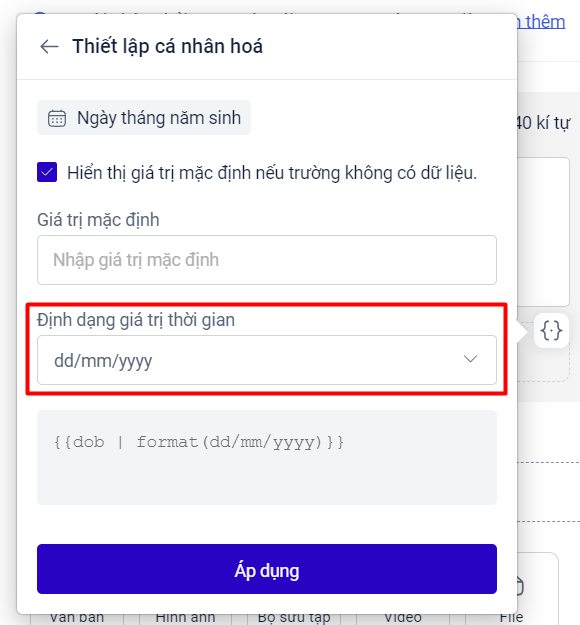 thêm
Thiết lập cá nhân hoá
Ngày tháng năm sinh
40 kí tự
Hiển thị giá trị mặc định nếu trường không có dữ liệu.
Giá trị mặc định
Nhập giá trị mặc định
Định dạng giá trị thời gian
dd/mm/yyyy
{·}
{{dob | format(dd/mm/yyyy)}}
Áp dụng
Văn bản Hình ảnh Bộ sưu tập Video File